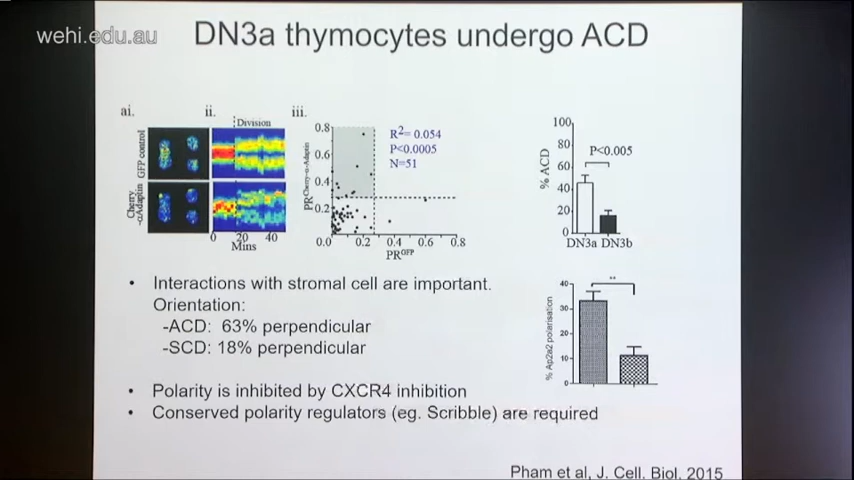 wehi.edu.au
DN3a thymocytes undergo ACD
ai.
ii.
iii.
Division
GFP control
Cherry
-αAdaptin
0
20
40
Mins
0.8
0.6
0.4
0.2
PRCherry-α-Adaptin
R2= 0.054
P<0.0005
N=51
0.0
0.2
0.4
0.6
0.8
PRGFP
100
80
60
40
20
0
% ACD
P<0.005
DN3a DN3b
• Interactions with stromal cell are important.
Orientation:
-ACD: 63% perpendicular
-SCD: 18% perpendicular
40
30
20
10
0
% Ap2a2 polarisation
**
• Polarity is inhibited by CXCR4 inhibition
• Conserved polarity regulators (eg. Scribble) are required
Pham et al, J. Cell. Biol. 2015